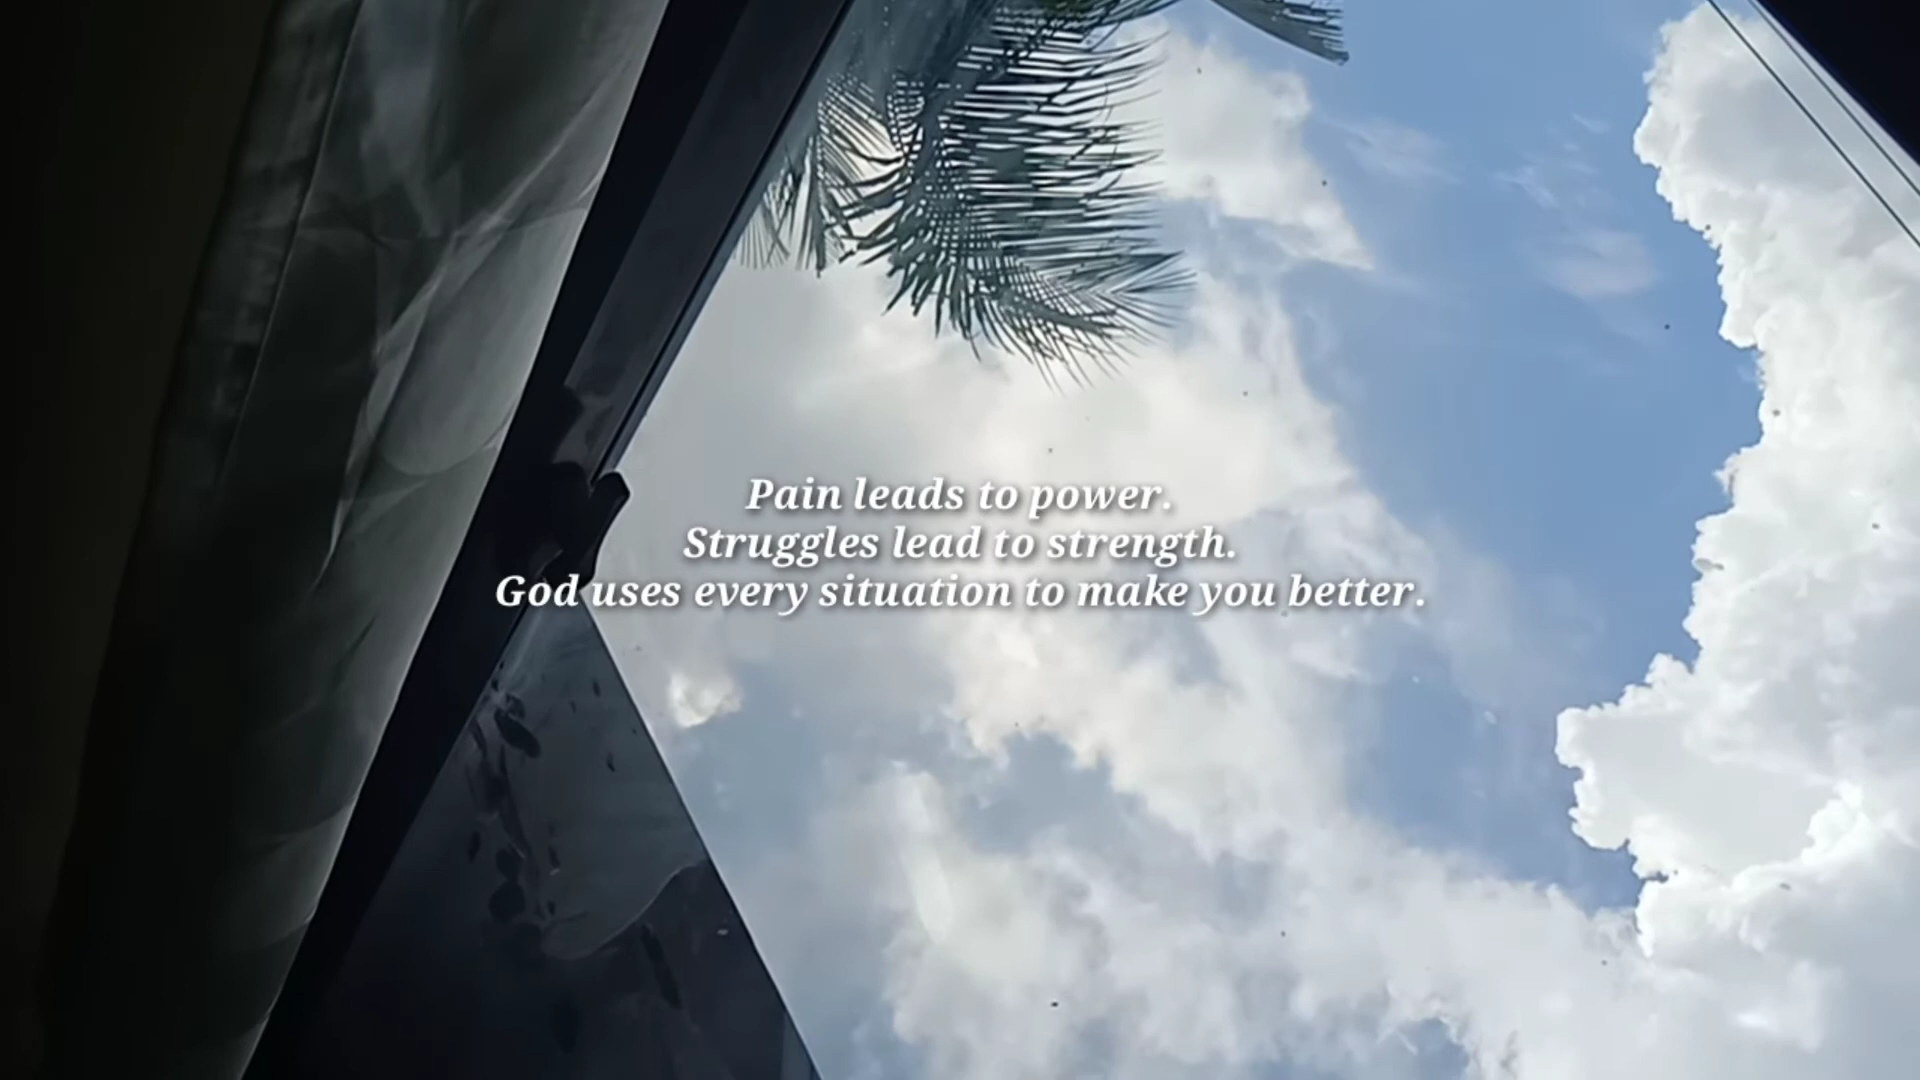 Pain leads to power.
Struggles lead to strength.
God uses every situation to make you better.